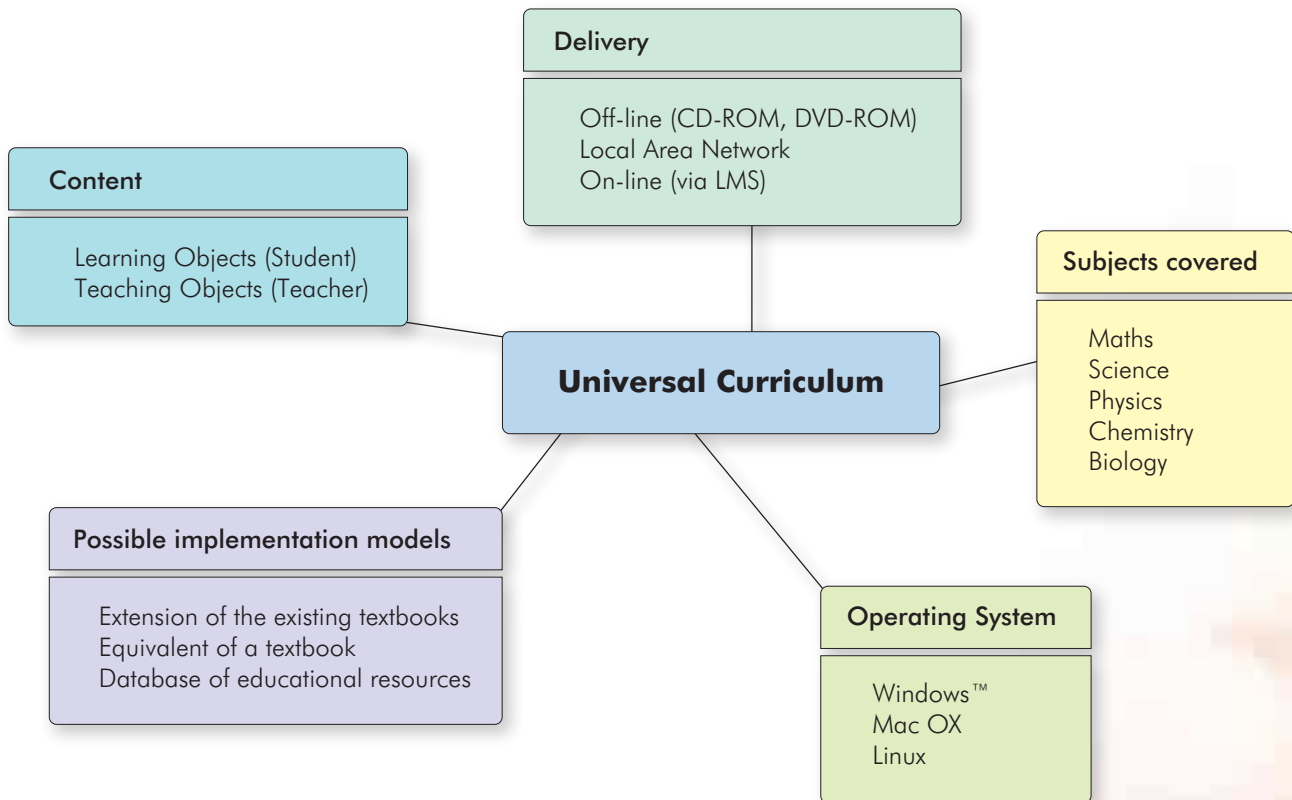 Delivery
Off-line (CD-ROM, DVD-ROM)
Local Area Network
On-line (via LMS)
Content
Learning Objects (Student)
Teaching Objects (Teacher)
Subjects covered
Maths
Science
Physics
Chemistry
Biology
Universal Curriculum
Possible implementation models
Extension of the existing textbooks
Equivalent of a textbook
Database of educational resources
Operating System
Windows™
Mac OX
Linux